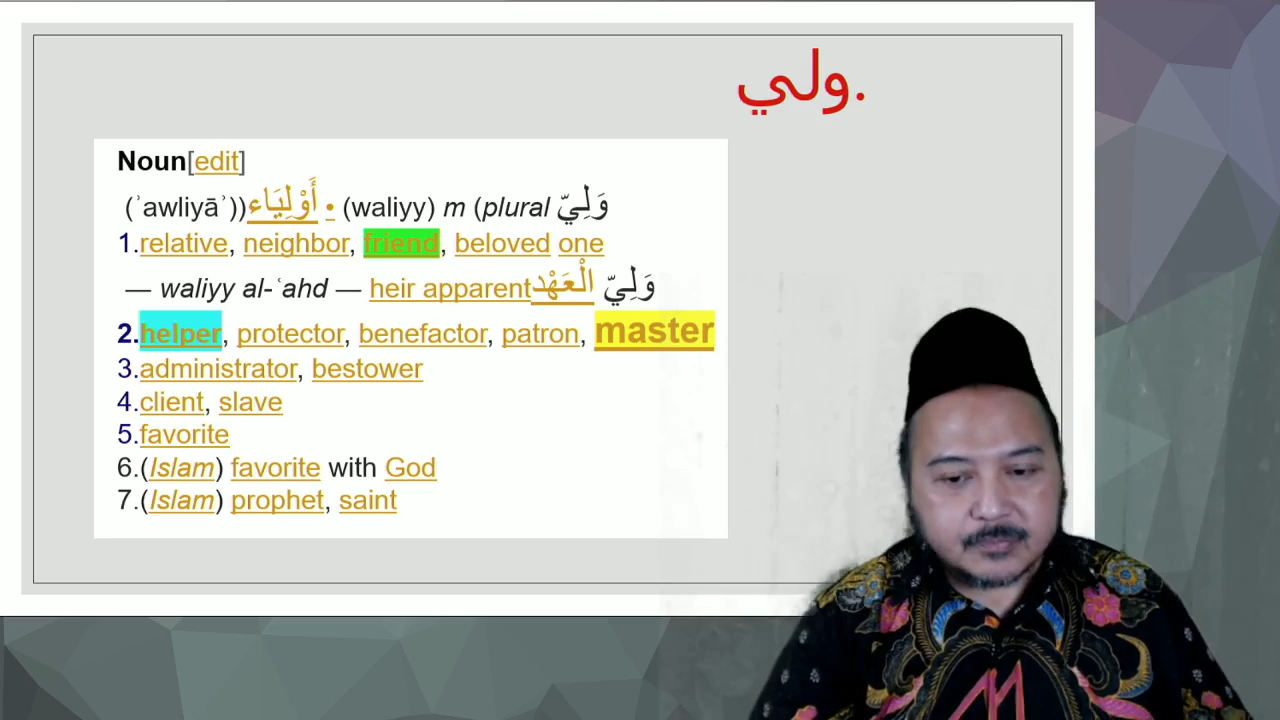 ولي.
Noun[edit]
(ʾawliyāʾ))أَوْلِيَاء • (waliyy) m (plural وَلِيّ
1.relative, neighbor, friend, beloved one
— waliyy al-ʿahd — heir apparentوَلِيّ الْعَهْد
2.helper, protector, benefactor, patron, master
3.administrator, bestower
4.client, slave
5.favorite
6.(Islam) favorite with God
7.(Islam) prophet, saint